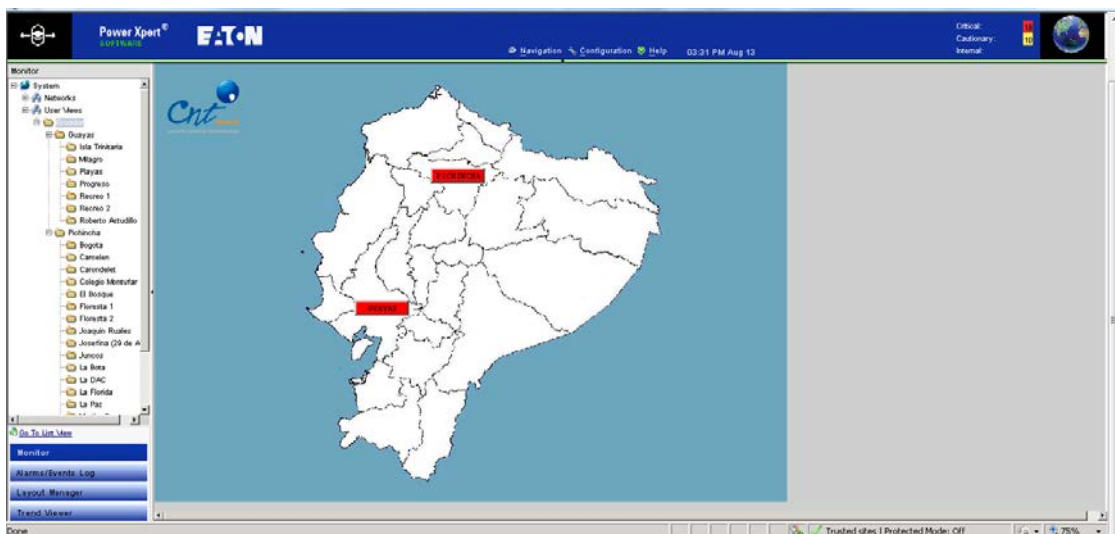 Power Xpert®
SOFTWARE
EATON
Navigation Configuration Help 03:31 PM Aug 13
Critical:
Cautionary: 10
Internal:
Monitor
System
Networks
User Views
Guayas
Isla Trinitaria
Milagro
Playas
Progreso
Recreo 1
Recreo 2
Roberto Astudillo
Pichincha
Bogota
Carcelen
Carondelet
Colegio Montufar
El Bosque
Floresta 1
Floresta 2
Joaquin Ruales
Josefina (29 de A
Juncos
La Bota
La DAC
La Florida
La Paz
Go To List View
Monitor
Alarms/Events Log
Layout Manager
Trend Viewer
Cnt
PICHINCHA
GUAYAS
Done
Trusted sites | Protected Mode: Off
75%